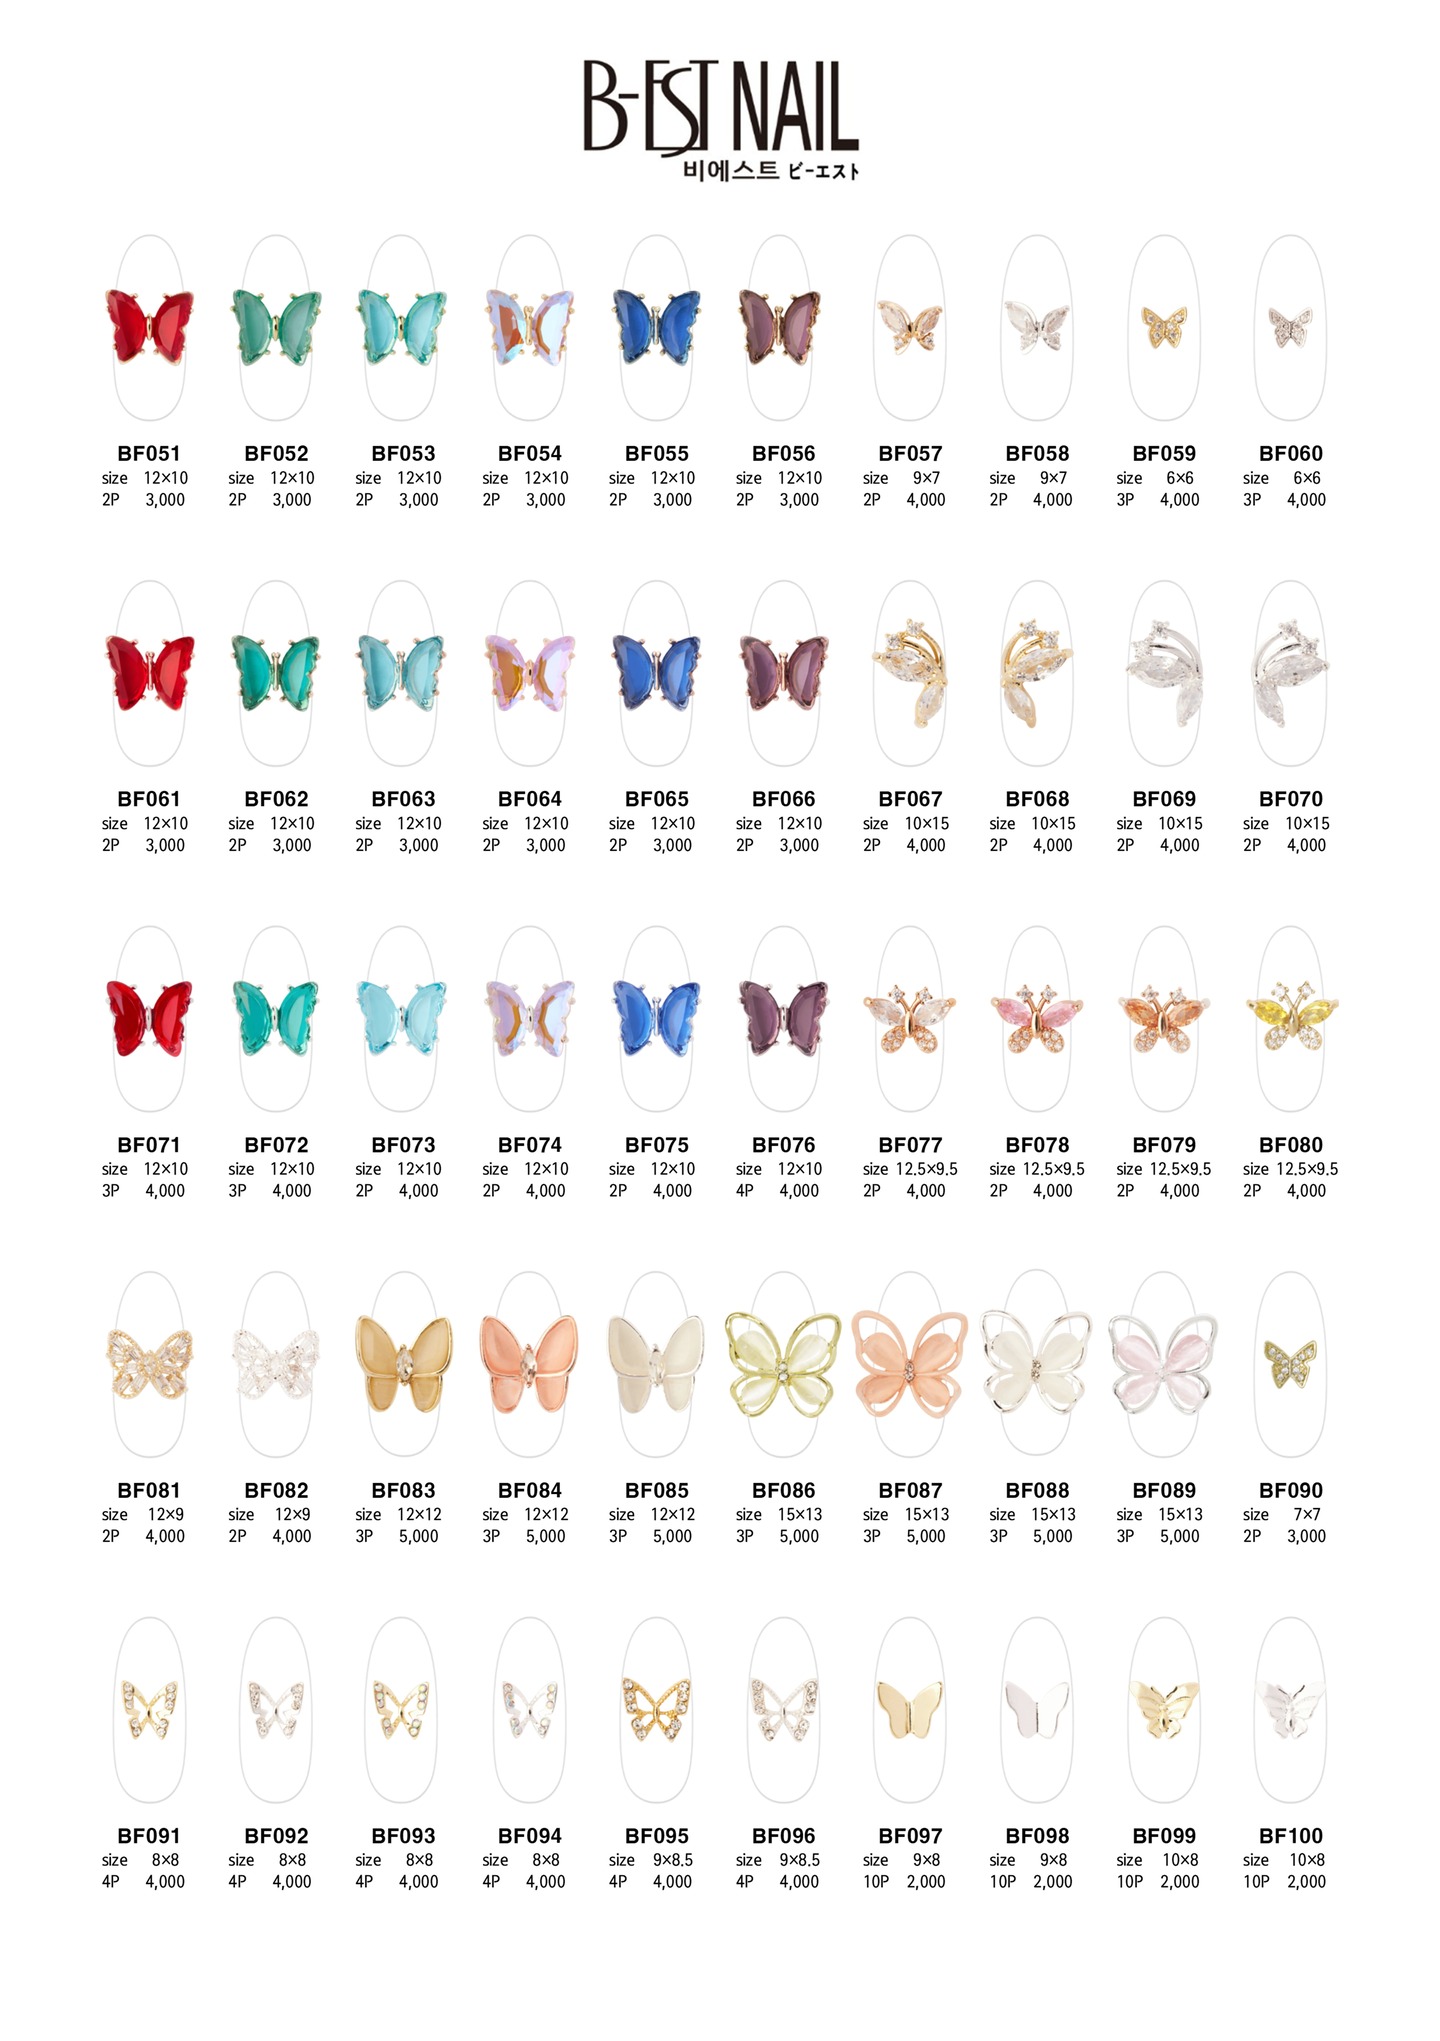 B-EST NAIL
비에스트 ビーエスト
BF051 BF052 BF053 BF054 BF055 BF056 BF057 BF058 BF059 BF060
size 12×10 size 12×10 size 12×10 size 12×10 size 12×10 size 12×10 size 9×7 size 9×7 size 6×6 size 6×6
2P 3,000 2P 3,000 2P 3,000 2P 3,000 2P 3,000 2P 3,000 2P 4,000 2P 4,000 3P 4,000 3P 4,000
BF061 BF062 BF063 BF064 BF065 BF066 BF067 BF068 BF069 BF070
size 12×10 size 12×10 size 12×10 size 12×10 size 12×10 size 12×10 size 10×15 size 10×15 size 10×15 size 10×15
2P 3,000 2P 3,000 2P 3,000 2P 3,000 2P 3,000 2P 3,000 2P 4,000 2P 4,000 2P 4,000 2P 4,000
BF071 BF072 BF073 BF074 BF075 BF076 BF077 BF078 BF079 BF080
size 12×10 size 12×10 size 12×10 size 12×10 size 12×10 size 12×10 size 12.5×9.5 size 12.5×9.5 size 12.5×9.5 size 12.5×9.5
3P 4,000 3P 4,000 2P 4,000 2P 4,000 2P 4,000 4P 4,000 2P 4,000 2P 4,000 2P 4,000 2P 4,000
BF081 BF082 BF083 BF084 BF085 BF086 BF087 BF088 BF089 BF090
size 12×9 size 12×9 size 12×12 size 12×12 size 12×12 size 15×13 size 15×13 size 15×13 size 15×13 size 7×7
2P 4,000 2P 4,000 3P 5,000 3P 5,000 3P 5,000 3P 5,000 3P 5,000 3P 5,000 3P 5,000 2P 3,000
BF091 BF092 BF093 BF094 BF095 BF096 BF097 BF098 BF099 BF100
size 8×8 size 8×8 size 8×8 size 8×8 size 9×8.5 size 9×8.5 size 9×8 size 9×8 size 10×8 size 10×8
4P 4,000 4P 4,000 4P 4,000 4P 4,000 4P 4,000 4P 4,000 10P 2,000 10P 2,000 10P 2,000 10P 2,000